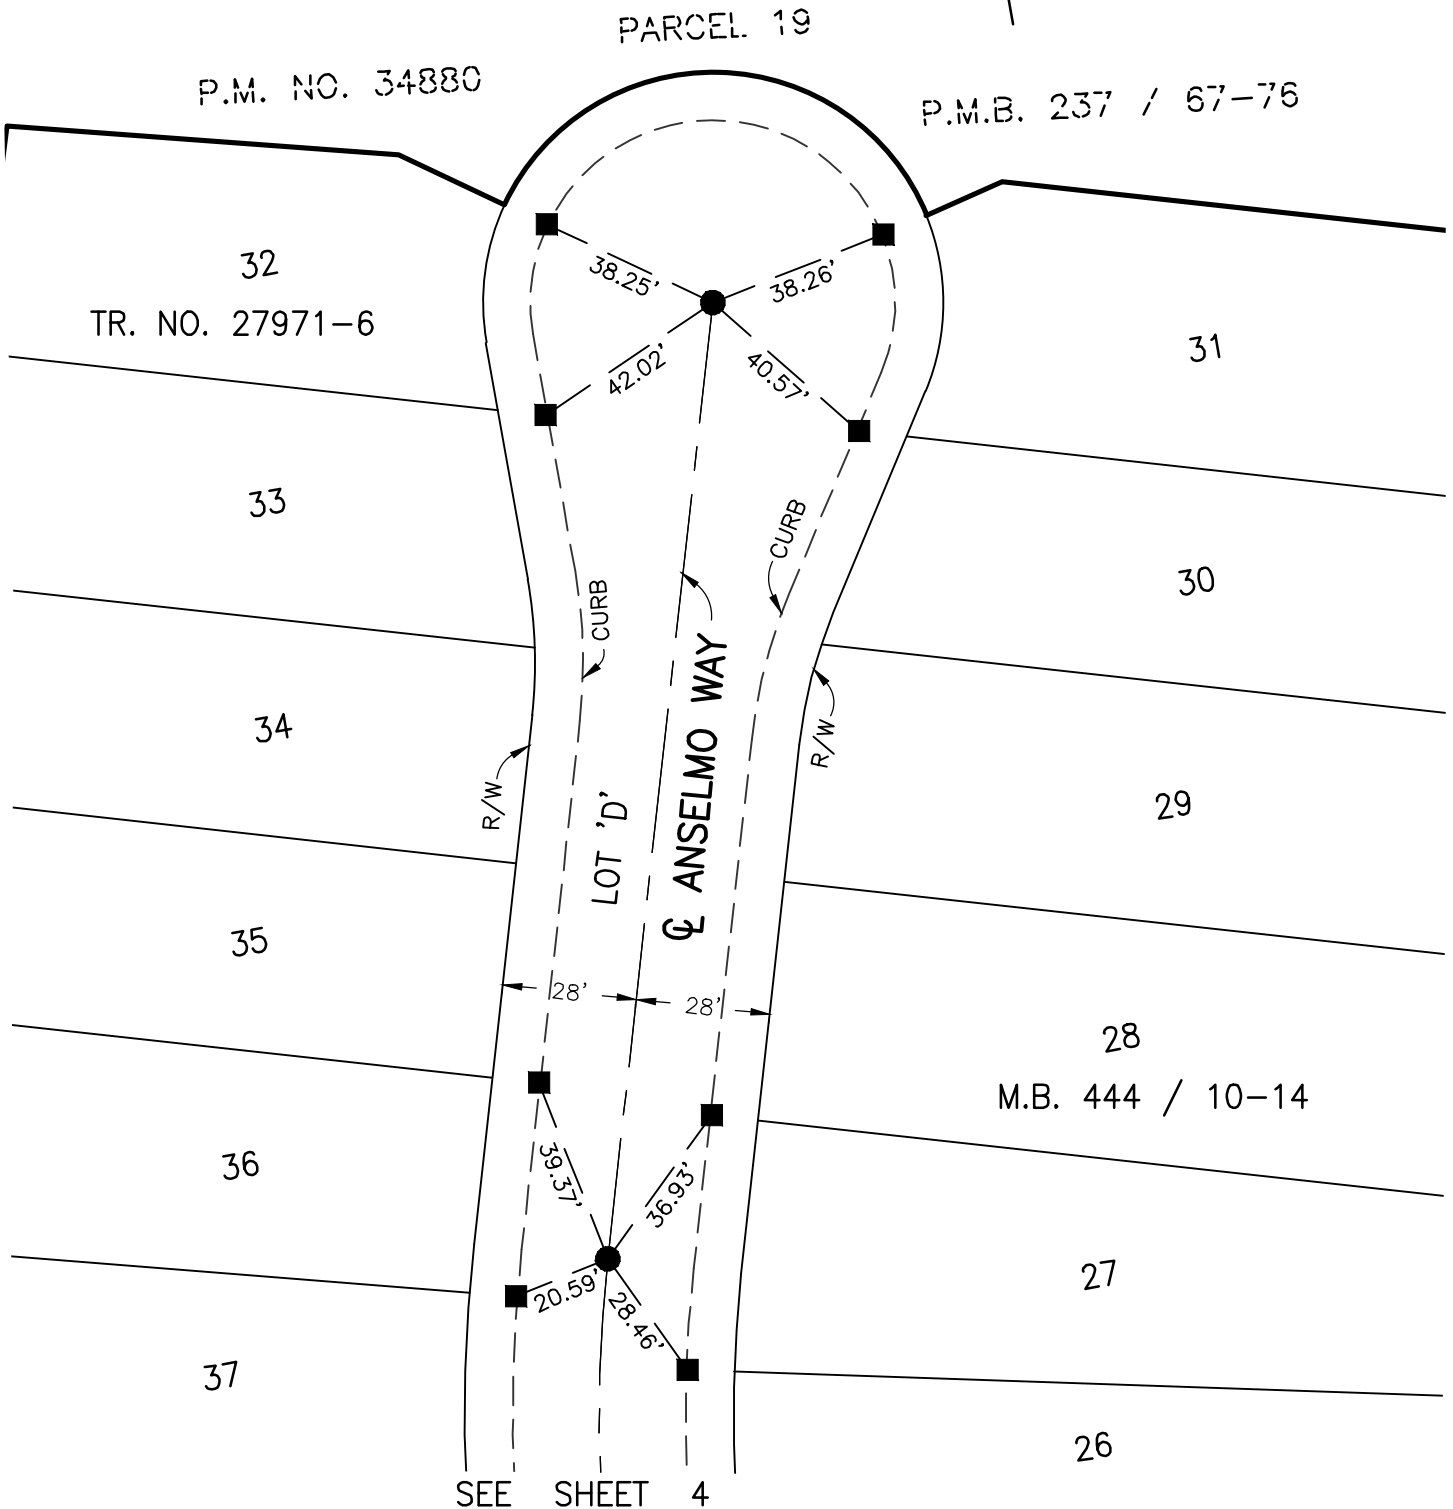 PARCEL 19
P.M. NO. 34880
P.M.B. 237 / 67-76
32
TR. NO. 27971-6
38.25'
38.26'
42.02'
40.57'
31
33
CURB
CURB
30
34
R/W
R/W
LOT 'D'
℄ ANSELMO WAY
29
35
28'
28'
28
M.B. 444 / 10-14
39.37'
36.93'
36
20.59'
28.46'
27
37
26
SEE SHEET 4